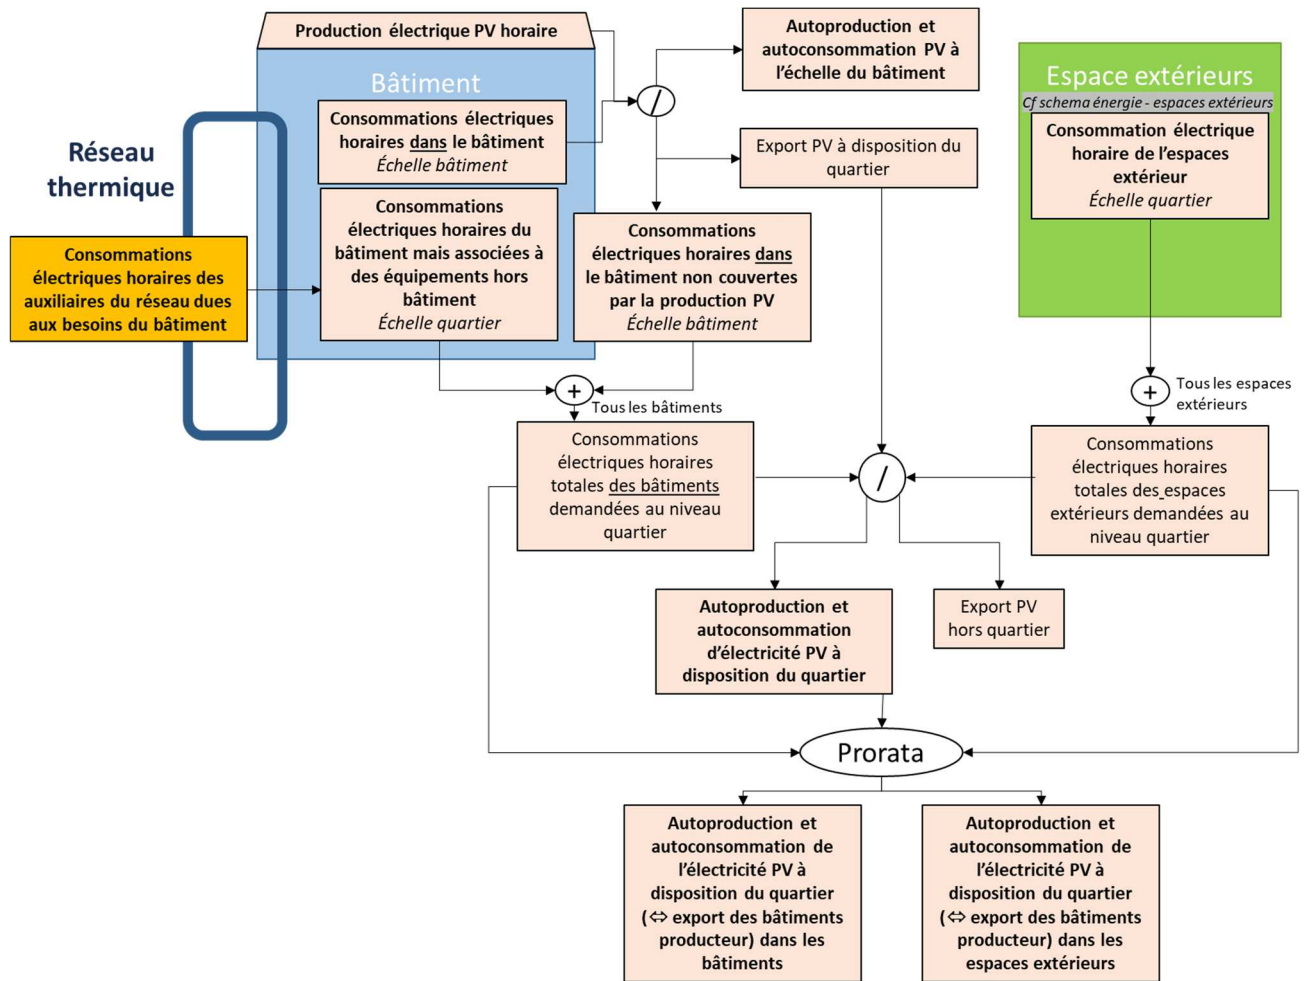 Production électrique PV horaire
Bâtiment
Consommations électriques
horaires dans le bâtiment
Échelle bâtiment
Consommations
électriques horaires du
bâtiment mais associées à
des équipements hors
bâtiment
Échelle quartier
Réseau
thermique
Consommations
électriques horaires des
auxiliaires du réseau dues
aux besoins du bâtiment
/
Autoproduction et
autoconsommation PV à
l'échelle du bâtiment
Export PV à disposition du
quartier
Consommations
électriques horaires dans
le bâtiment non couvertes
par la production PV
Échelle bâtiment
Espace extérieurs
Cf schema énergie - espaces extérieurs
Consommation électrique
horaire de l'espaces
extérieur
Échelle quartier
+
Tous les bâtiments
+
Tous les espaces
extérieurs
Consommations
électriques horaires
totales des bâtiments
demandées au niveau
quartier
/
Consommations
électriques horaires
totales des espaces
extérieurs demandées au
niveau quartier
Autoproduction et
autoconsommation
d'électricité PV à
disposition du quartier
Export PV
hors quartier
Prorata
Autoproduction et
autoconsommation de
l'électricité PV à
disposition du quartier
(⇔ export des bâtiments
producteur) dans les
bâtiments
Autoproduction et
autoconsommation de
l'électricité PV à
disposition du quartier
(⇔ export des bâtiments
producteur) dans les
espaces extérieurs